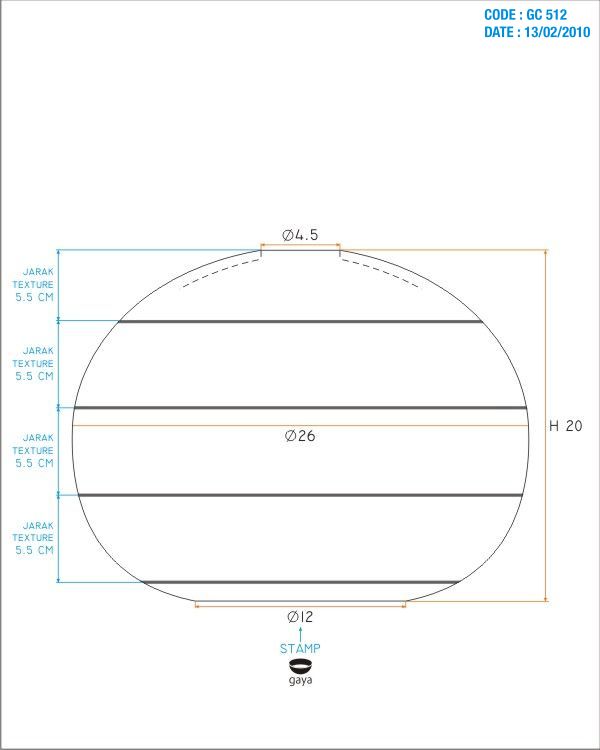 CODE : GC 512
DATE : 13/02/2010
Ø4.5
JARAK
TEXTURE
5.5 CM
JARAK
TEXTURE
5.5 CM
H 20
Ø26
JARAK
TEXTURE
5.5 CM
JARAK
TEXTURE
5.5 CM
Ø12
STAMP
gaya